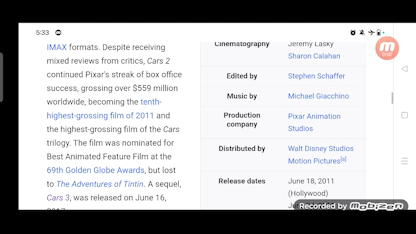 5:33
IMAX formats. Despite receiving
mixed reviews from critics, Cars 2
continued Pixar's streak of box office
success, grossing over $559 million
worldwide, becoming the tenth-
highest-grossing film of 2011 and
the highest-grossing film of the Cars
trilogy. The film was nominated for
Best Animated Feature Film at the
69th Golden Globe Awards, but lost
to The Adventures of Tintin. A sequel,
Cars 3, was released on June 16,
2017
Cinematography Jeremy Lasky
Sharon Calahan
Edited by Stephen Schaffer
Music by Michael Giacchino
Production company Pixar Animation
Studios
Distributed by Walt Disney Studios
Motion Pictures[a]
Release dates June 18, 2011
(Hollywood)
Recorded by Mobizen